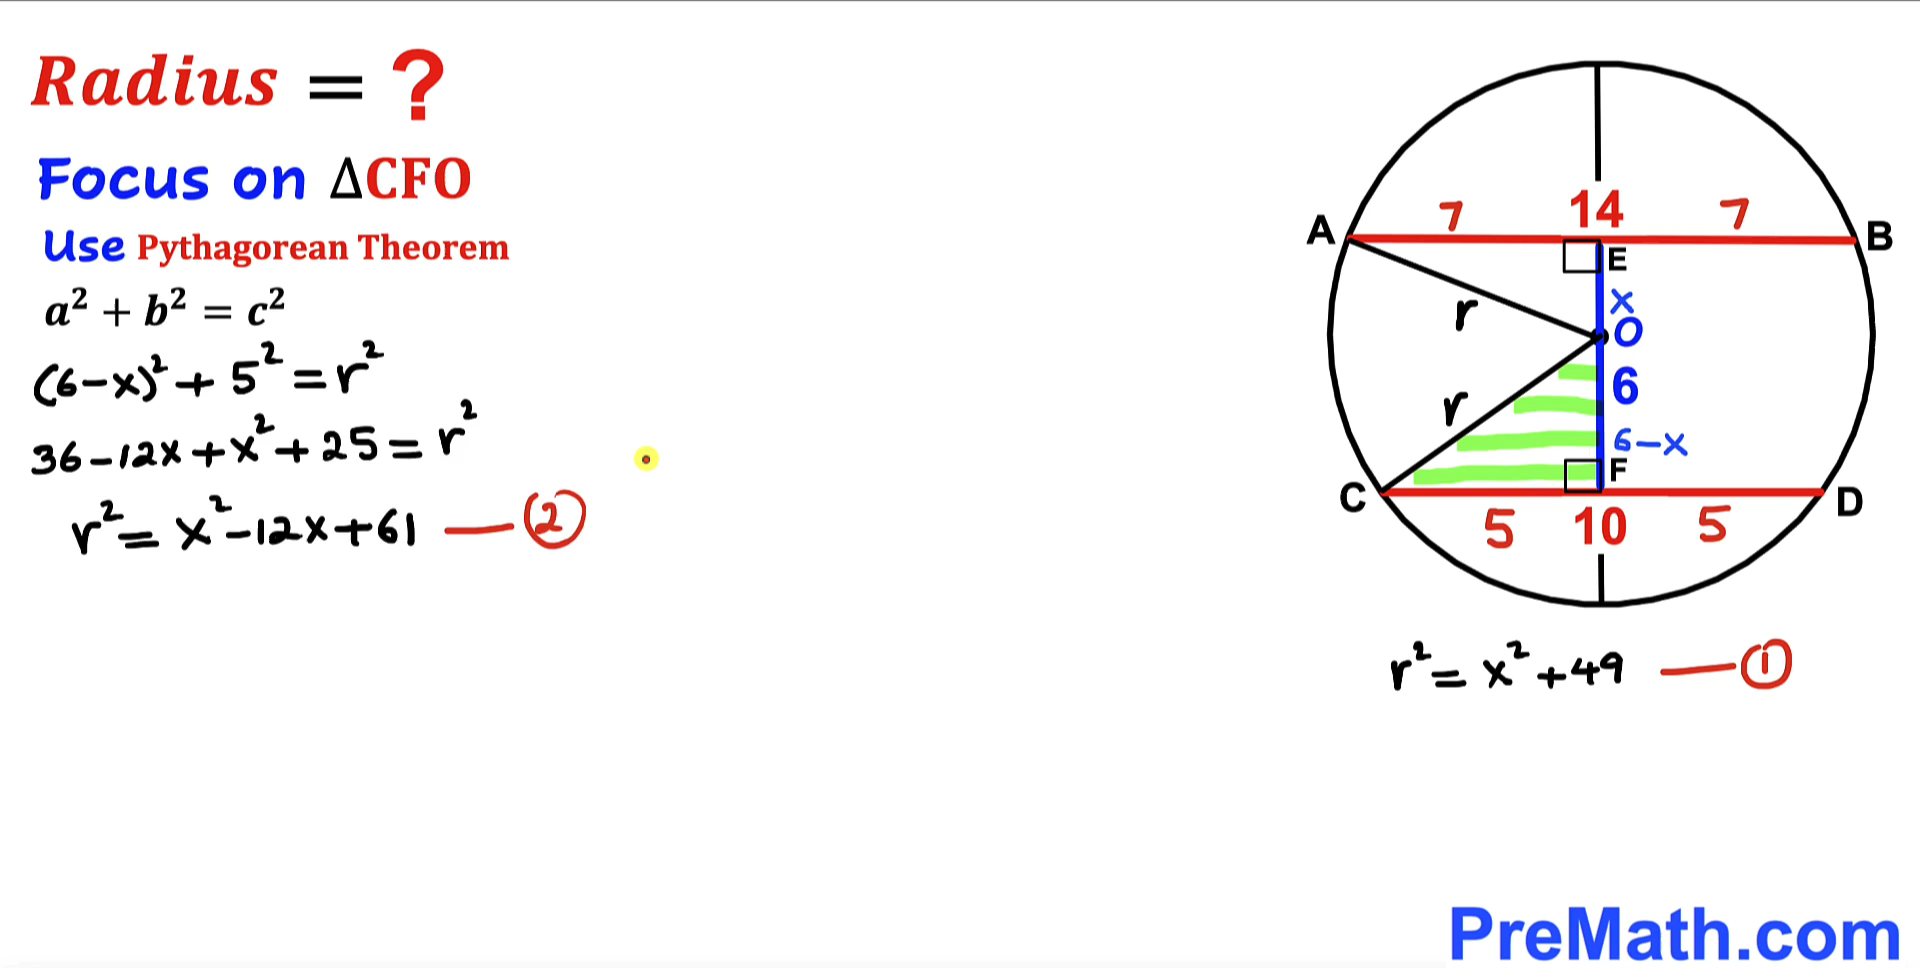 Radius = ?
Focus on ΔCFO
Use Pythagorean Theorem
a² + b² = c²
(6-x)² + 5² = r²
36-12x+x²+25 = r²
r² = x²-12x+61 — ②
7 14 7
A B
E
x
r O
6
r
6-x
F
C D
5 10 5
r² = x²+49 — ①
PreMath.com